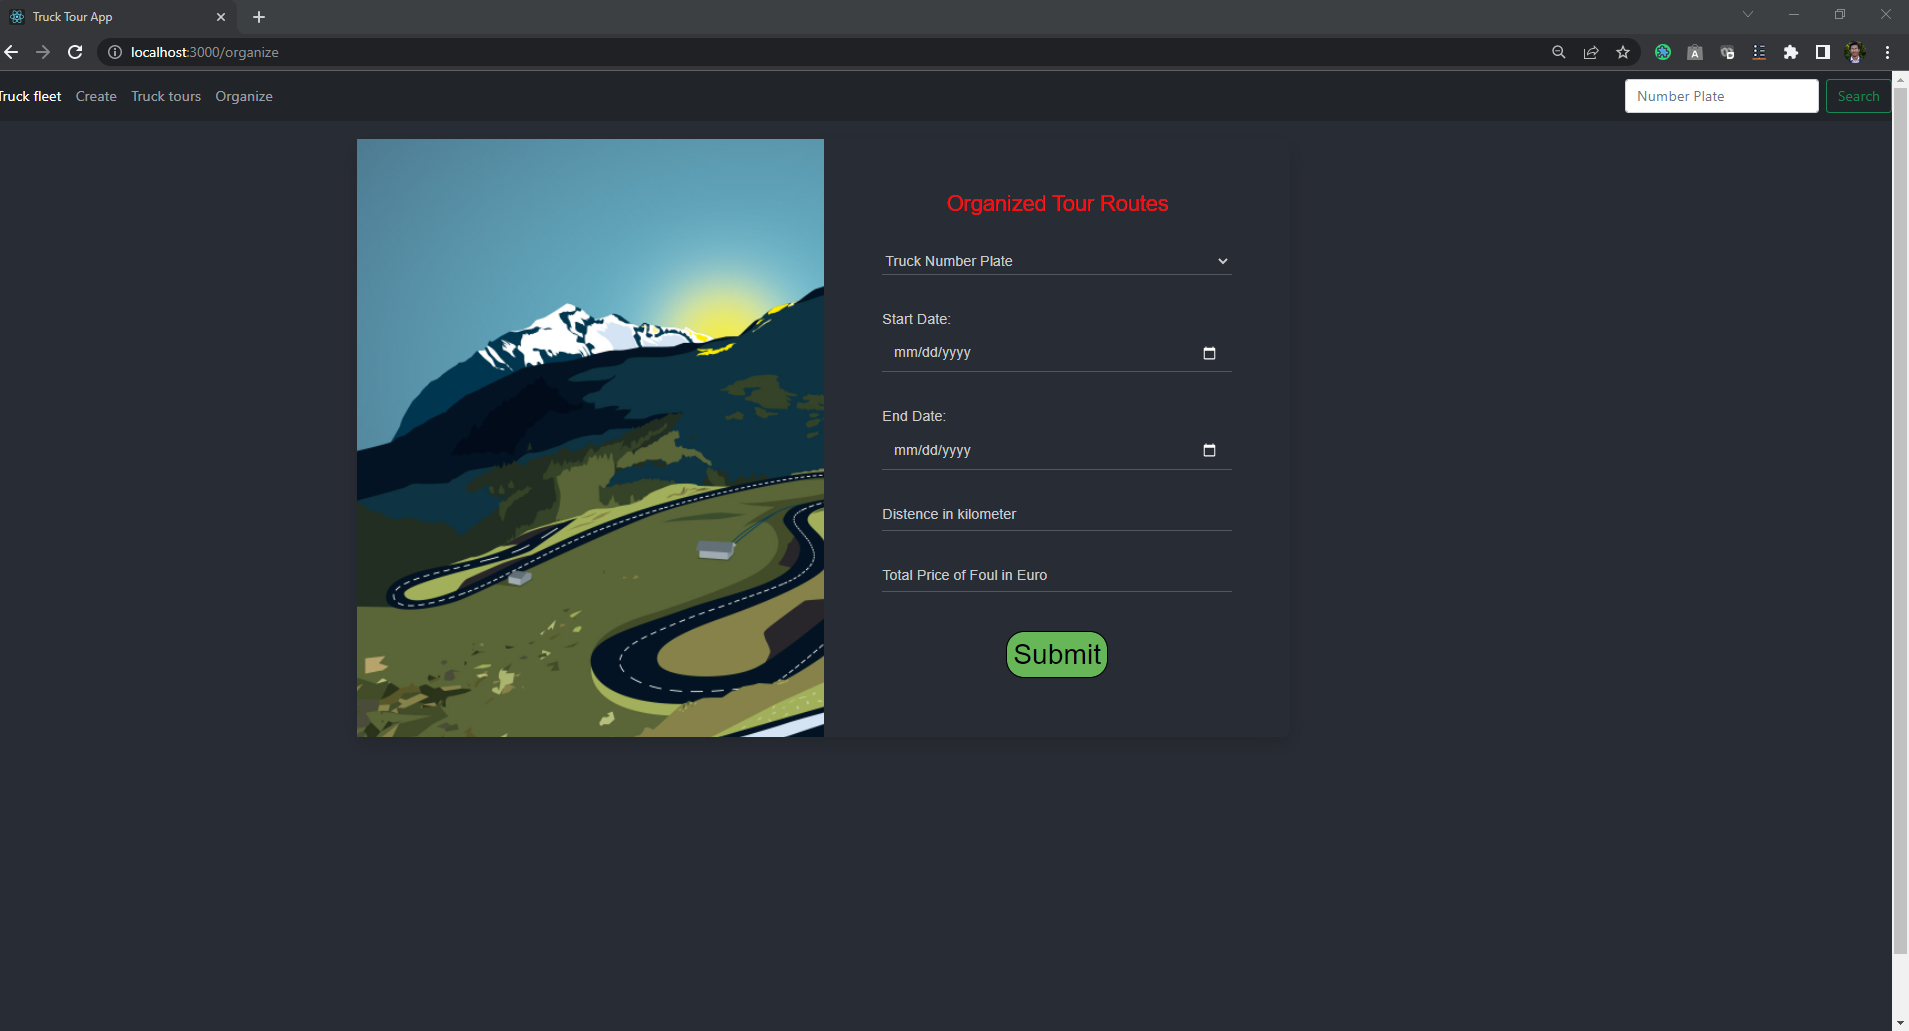 Truck Tour App
localhost:3000/organize
Truck fleet Create Truck tours Organize Number Plate Search
Organized Tour Routes
Truck Number Plate
Start Date:
mm/dd/yyyy
End Date:
mm/dd/yyyy
Distence in kilometer
Total Price of Foul in Euro
Submit